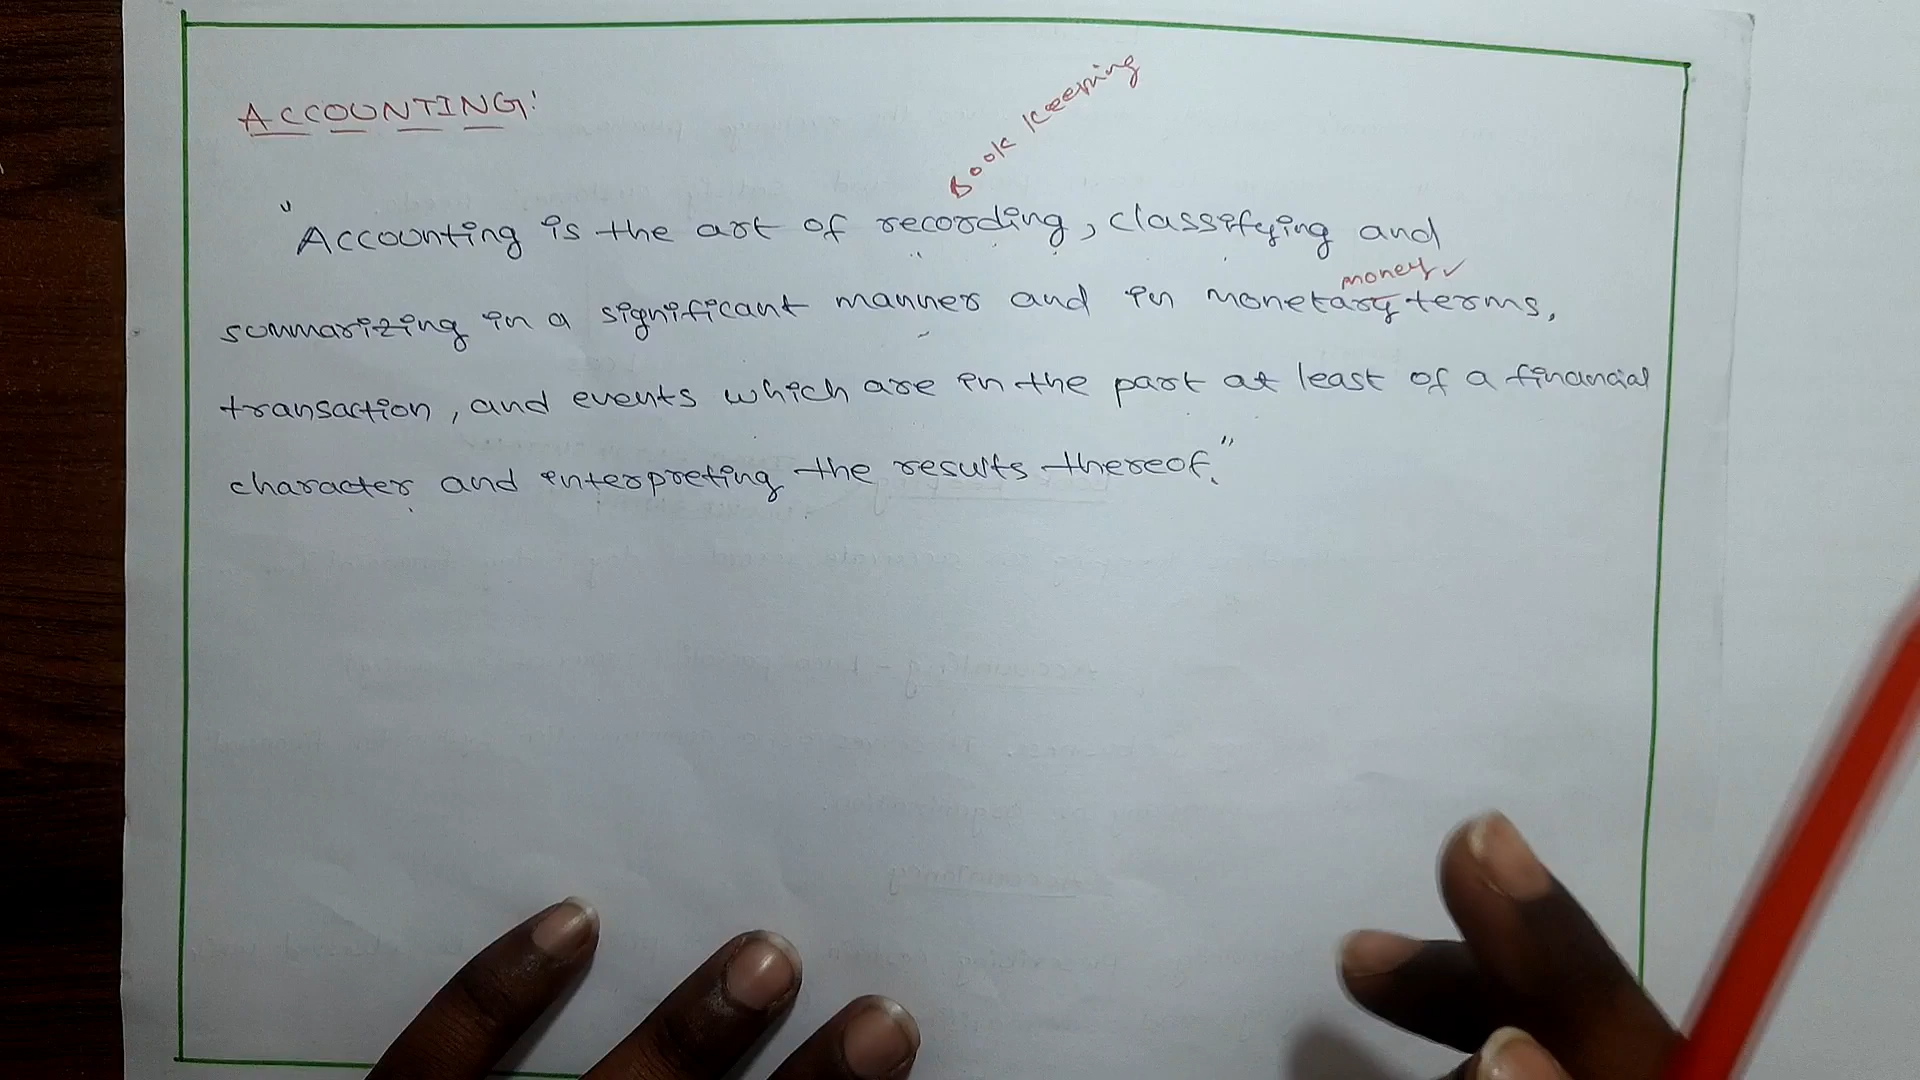 ACCOUNTING:
Book Keeping
"Accounting is the art of recording, classifying and
money ✓
summarizing in a significant manner and in monetary terms,
transaction, and events which are in the part at least of a financial
character and interpreting the results thereof."